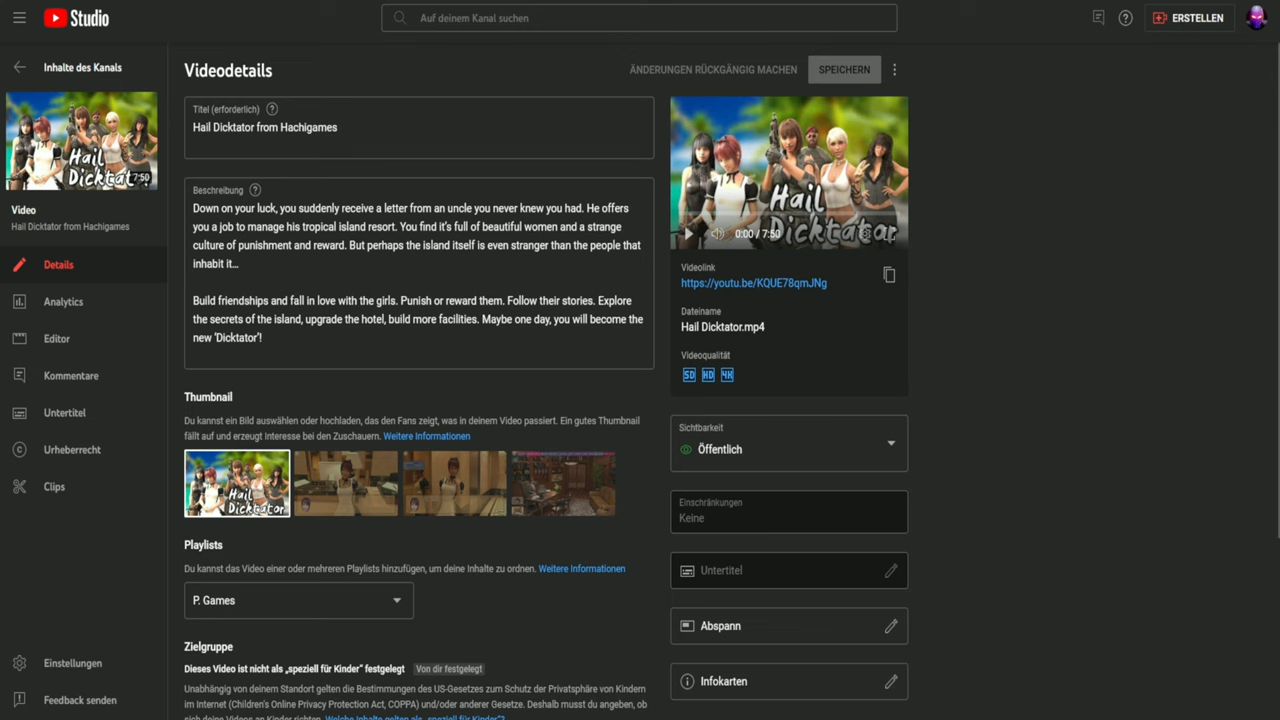 Studio
Auf deinem Kanal suchen
ERSTELLEN
Inhalte des Kanals
Hail
Dicktator
7:50
Video
Hail Dicktator from Hachigames
Details
Analytics
Editor
Kommentare
Untertitel
Urheberrecht
Clips
Einstellungen
Feedback senden
Videodetails
ÄNDERUNGEN RÜCKGÄNGIG MACHEN
SPEICHERN
Titel (erforderlich)
Hail Dicktator from Hachigames
Beschreibung
Down on your luck, you suddenly receive a letter from an uncle you never knew you had. He offers
you a job to manage his tropical island resort. You find it's full of beautiful women and a strange
culture of punishment and reward. But perhaps the island itself is even stranger than the people that
inhabit it...
Build friendships and fall in love with the girls. Punish or reward them. Follow their stories. Explore
the secrets of the island, upgrade the hotel, build more facilities. Maybe one day, you will become the
new 'Dicktator'!
Thumbnail
Du kannst ein Bild auswählen oder hochladen, das den Fans zeigt, was in deinem Video passiert. Ein gutes Thumbnail
fällt auf und erzeugt Interesse bei den Zuschauern. Weitere Informationen
Hail
Dicktator
Playlists
Du kannst das Video einer oder mehreren Playlists hinzufügen, um deine Inhalte zu ordnen. Weitere Informationen
P. Games
Zielgruppe
Dieses Video ist nicht als „speziell für Kinder" festgelegt Von dir festgelegt
Unabhängig von deinem Standort gelten die Bestimmungen des US-Gesetzes zum Schutz der Privatsphäre von Kindern
im Internet (Children's Online Privacy Protection Act, COPPA) und/oder anderer Gesetze. Deshalb musst du angeben, ob
sich deine Videos an Kinder richten. Welche Inhalte gelten als „speziell für Kinder"?
Hail
Dicktator
0:00 / 7:50
Videolink
https://youtu.be/KQUE78qmJNg
Dateiname
Hail Dicktator.mp4
Videoqualität
SD HD 4K
Sichtbarkeit
Öffentlich
Einschränkungen
Keine
Untertitel
Abspann
Infokarten